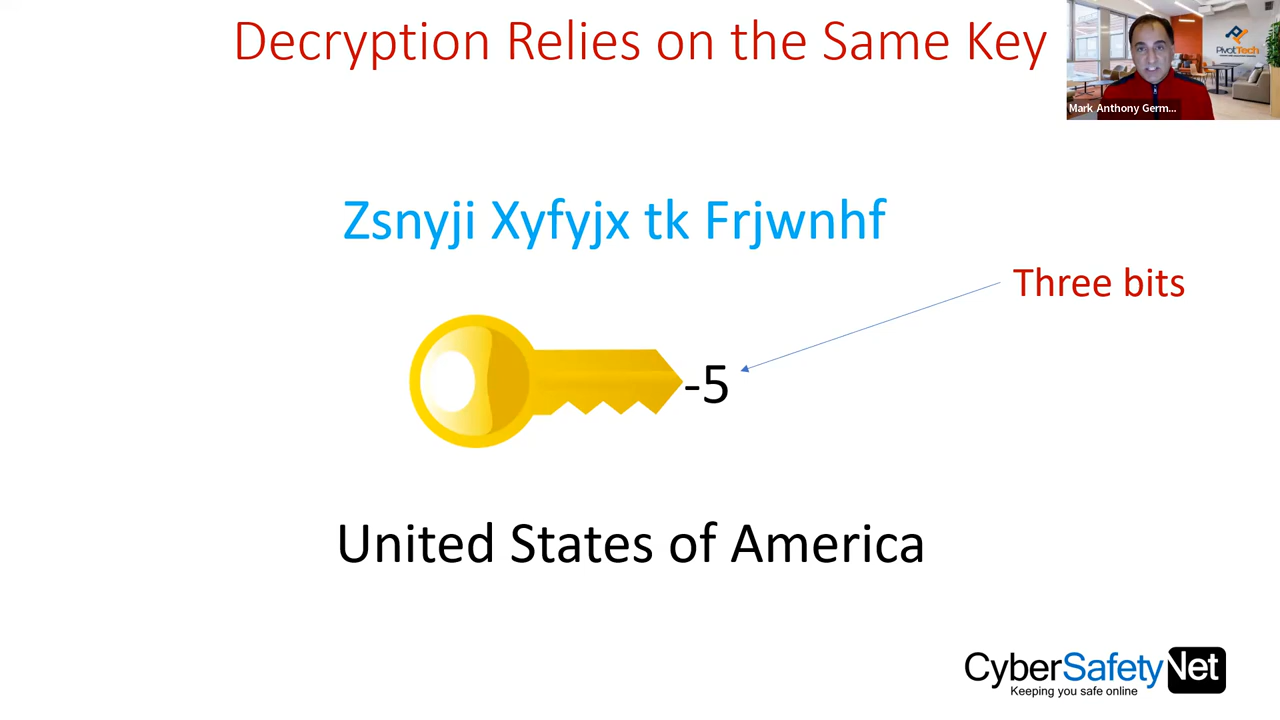 Decryption Relies on the Same Key
PivotTech
Mark Anthony Germ...
Zsnyji Xyfyjx tk Frjwnhf
Three bits
-5
United States of America
CyberSafetyNet
Keeping you safe online